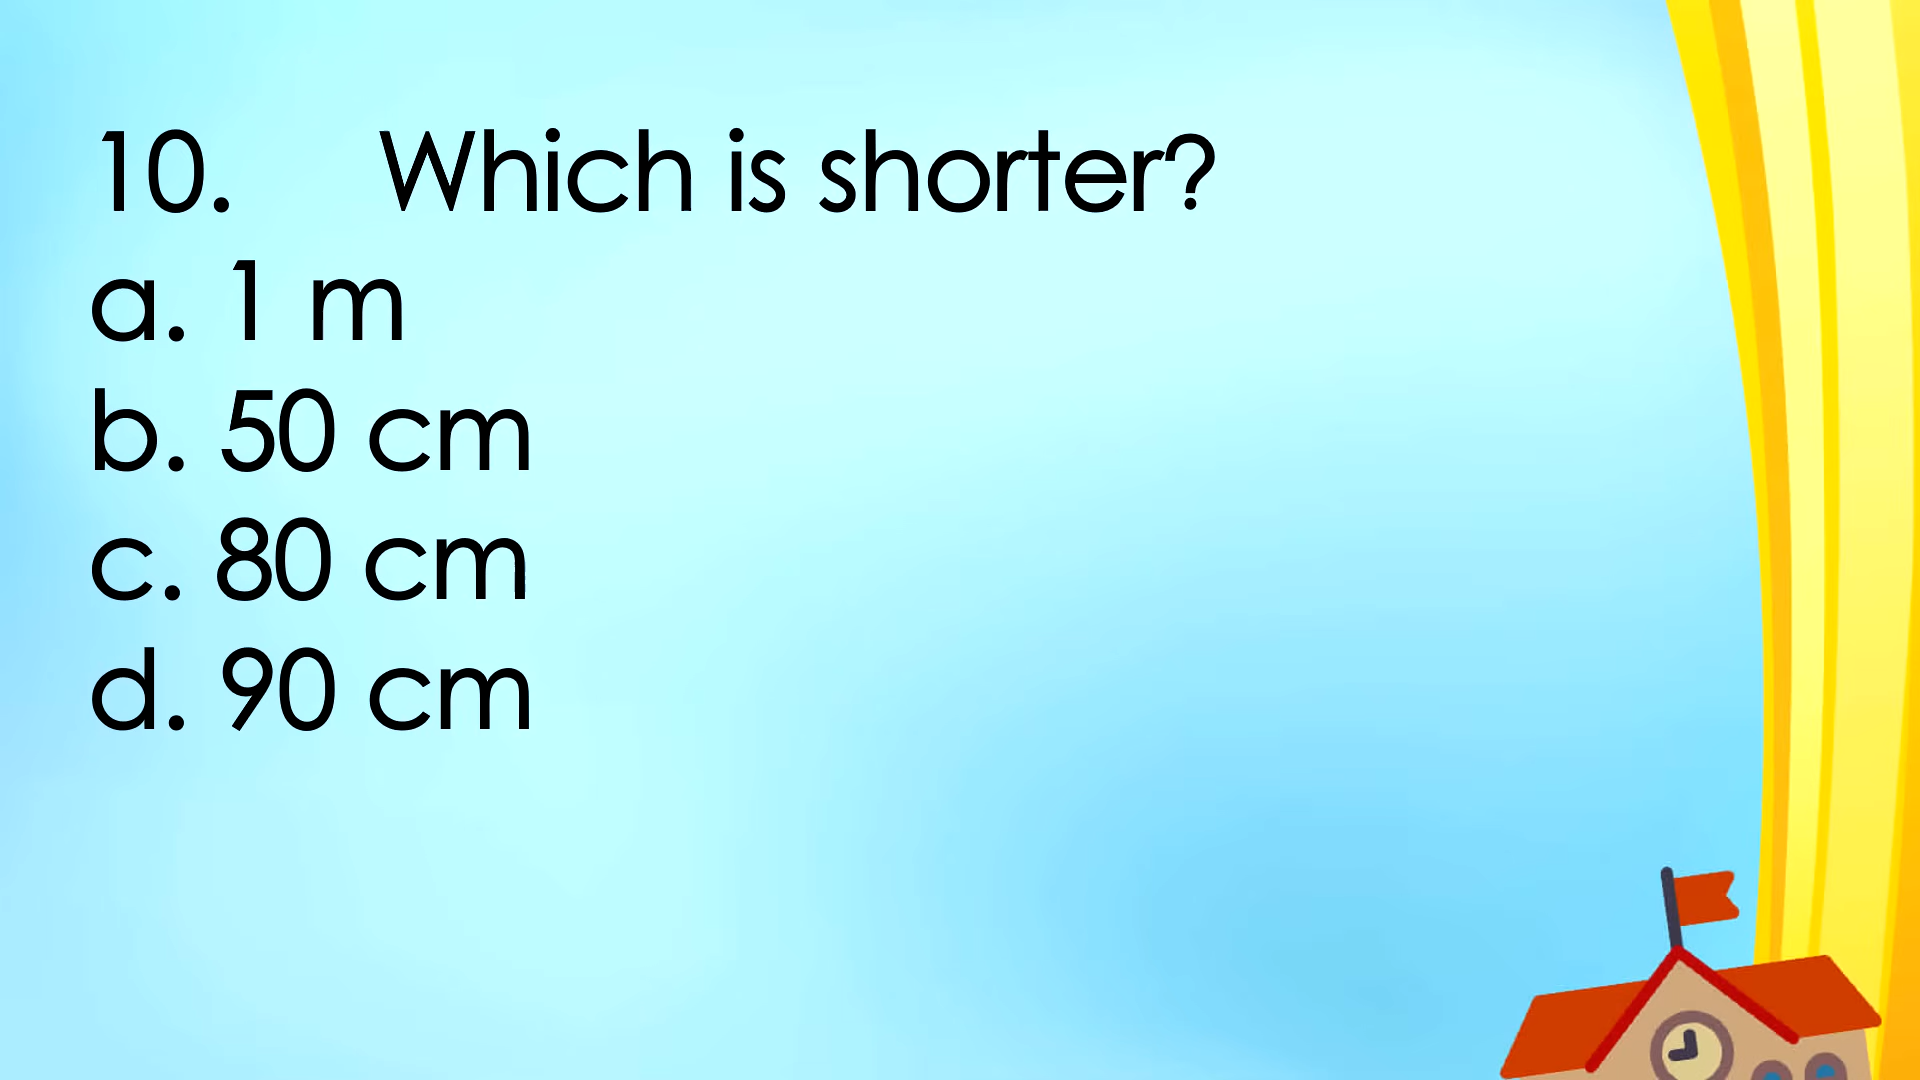 10. Which is shorter?
a. 1 m
b. 50 cm
c. 80 cm
d. 90 cm